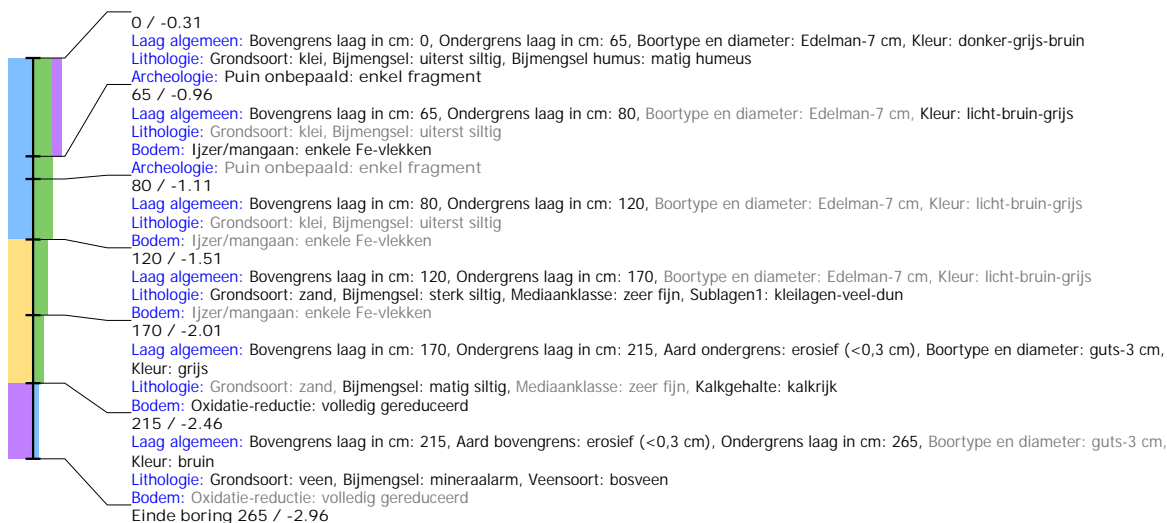 0 / -0.31
Laag algemeen: Bovengrens laag in cm: 0, Ondergrens laag in cm: 65, Boortype en diameter: Edelman-7 cm, Kleur: donker-grijs-bruin
Lithologie: Grondsoort: klei, Bijmengsel: uiterst siltig, Bijmengsel humus: matig humeus
Archeologie: Puin onbepaald: enkel fragment
65 / -0.96
Laag algemeen: Bovengrens laag in cm: 65, Ondergrens laag in cm: 80, Boortype en diameter: Edelman-7 cm, Kleur: licht-bruin-grijs
Lithologie: Grondsoort: klei, Bijmengsel: uiterst siltig
Bodem: Ijzer/mangaan: enkele Fe-vlekken
Archeologie: Puin onbepaald: enkel fragment
80 / -1.11
Laag algemeen: Bovengrens laag in cm: 80, Ondergrens laag in cm: 120, Boortype en diameter: Edelman-7 cm, Kleur: licht-bruin-grijs
Lithologie: Grondsoort: klei, Bijmengsel: uiterst siltig
Bodem: Ijzer/mangaan: enkele Fe-vlekken
120 / -1.51
Laag algemeen: Bovengrens laag in cm: 120, Ondergrens laag in cm: 170, Boortype en diameter: Edelman-7 cm, Kleur: licht-bruin-grijs
Lithologie: Grondsoort: zand, Bijmengsel: sterk siltig, Mediaanklasse: zeer fijn, Sublagen1: kleilagen-veel-dun
Bodem: Ijzer/mangaan: enkele Fe-vlekken
170 / -2.01
Laag algemeen: Bovengrens laag in cm: 170, Ondergrens laag in cm: 215, Aard ondergrens: erosief (<0,3 cm), Boortype en diameter: guts-3 cm,
Kleur: grijs
Lithologie: Grondsoort: zand, Bijmengsel: matig siltig, Mediaanklasse: zeer fijn, Kalkgehalte: kalkrijk
Bodem: Oxidatie-reductie: volledig gereduceerd
215 / -2.46
Laag algemeen: Bovengrens laag in cm: 215, Aard bovengrens: erosief (<0,3 cm), Ondergrens laag in cm: 265, Boortype en diameter: guts-3 cm,
Kleur: bruin
Lithologie: Grondsoort: veen, Bijmengsel: mineraalarm, Veensoort: bosveen
Bodem: Oxidatie-reductie: volledig gereduceerd
Einde boring 265 / -2.96